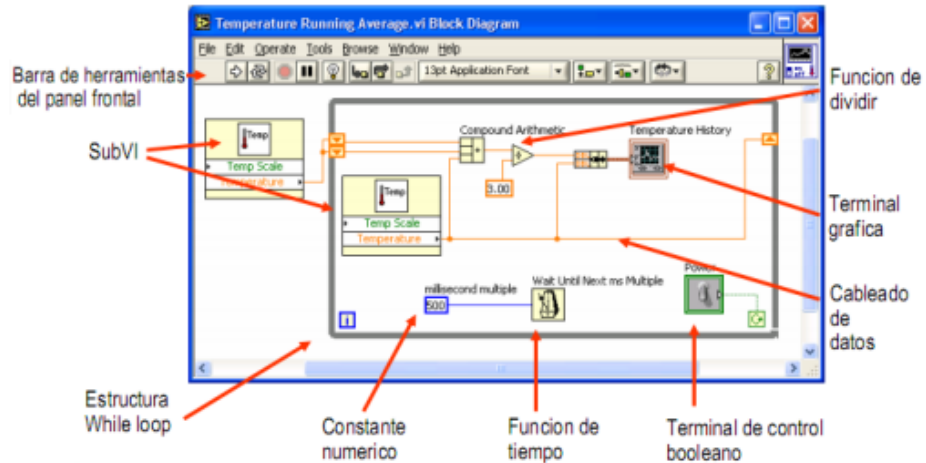 Temperature Running Average.vi Block Diagram
File Edit Operate Tools Browse Window Help
13pt Application Font
Barra de herramientas
del panel frontal
Funcion de
dividir
Temp
Temp Scale
Temperature
SubVI
Compound Arithmetic
Temperature History
3.00
Temp
Temp Scale
Temperature
Terminal
grafica
Power
millisecond multiple
Wait Until Next ms Multiple
500
i
Cableado
de
datos
Estructura
While loop
Constante
numerico
Funcion de
tiempo
Terminal de control
booleano